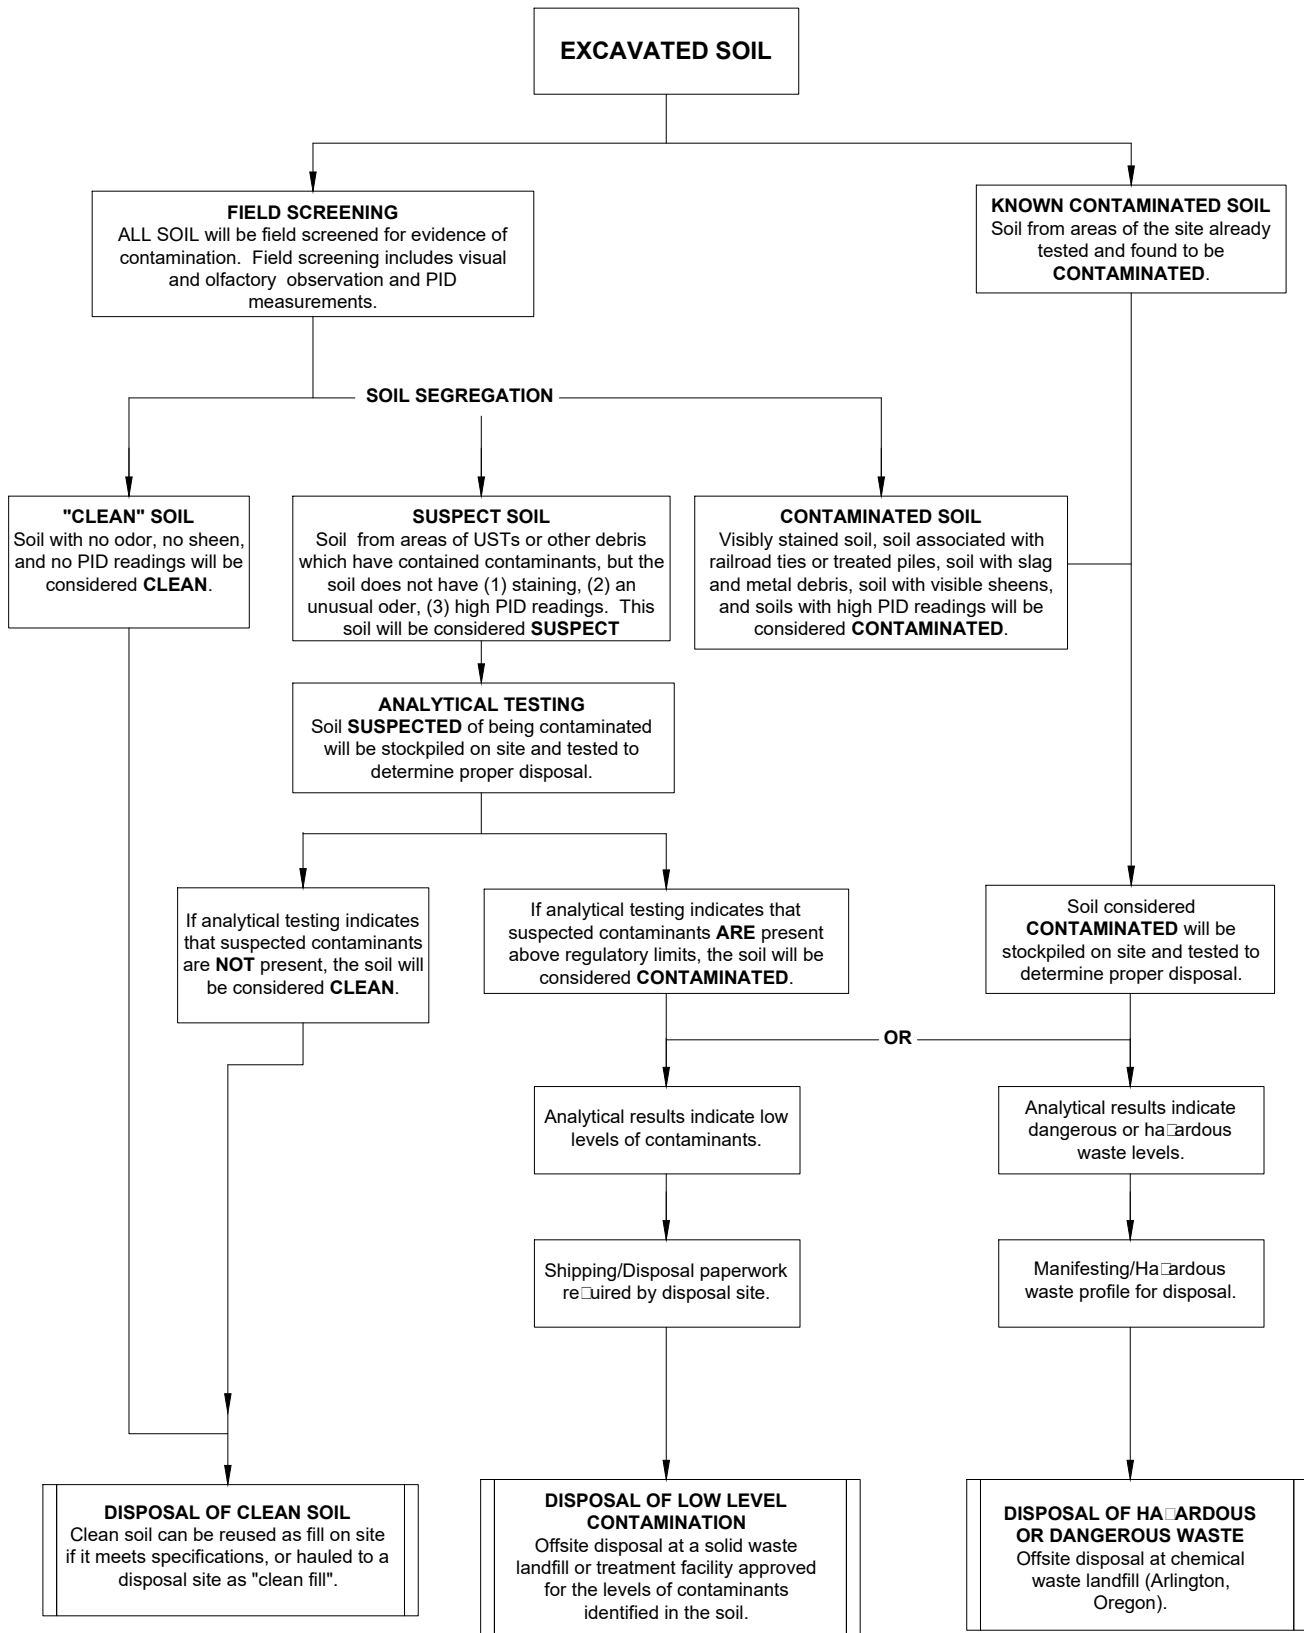 EXCAVATED SOIL
FIELD SCREENING
ALL SOIL will be field screened for evidence of
contamination. Field screening includes visual
and olfactory observation and PID
measurements.
KNOWN CONTAMINATED SOIL
Soil from areas of the site already
tested and found to be
CONTAMINATED.
SOIL SEGREGATION
"CLEAN" SOIL
Soil with no odor, no sheen,
and no PID readings will be
considered CLEAN.
SUSPECT SOIL
Soil from areas of USTs or other debris
which have contained contaminants, but the
soil does not have (1) staining, (2) an
unusual oder, (3) high PID readings. This
soil will be considered SUSPECT
CONTAMINATED SOIL
Visibly stained soil, soil associated with
railroad ties or treated piles, soil with slag
and metal debris, soil with visible sheens,
and soils with high PID readings will be
considered CONTAMINATED.
ANALYTICAL TESTING
Soil SUSPECTED of being contaminated
will be stockpiled on site and tested to
determine proper disposal.
If analytical testing indicates
that suspected contaminants
are NOT present, the soil will
be considered CLEAN.
If analytical testing indicates that
suspected contaminants ARE present
above regulatory limits, the soil will be
considered CONTAMINATED.
Soil considered
CONTAMINATED will be
stockpiled on site and tested to
determine proper disposal.
OR
Analytical results indicate low
levels of contaminants.
Analytical results indicate
dangerous or ha□ardous
waste levels.
Shipping/Disposal paperwork
re□uired by disposal site.
Manifesting/Ha□ardous
waste profile for disposal.
DISPOSAL OF CLEAN SOIL
Clean soil can be reused as fill on site
if it meets specifications, or hauled to a
disposal site as "clean fill".
DISPOSAL OF LOW LEVEL
CONTAMINATION
Offsite disposal at a solid waste
landfill or treatment facility approved
for the levels of contaminants
identified in the soil.
DISPOSAL OF HA□ARDOUS
OR DANGEROUS WASTE
Offsite disposal at chemical
waste landfill (Arlington,
Oregon).